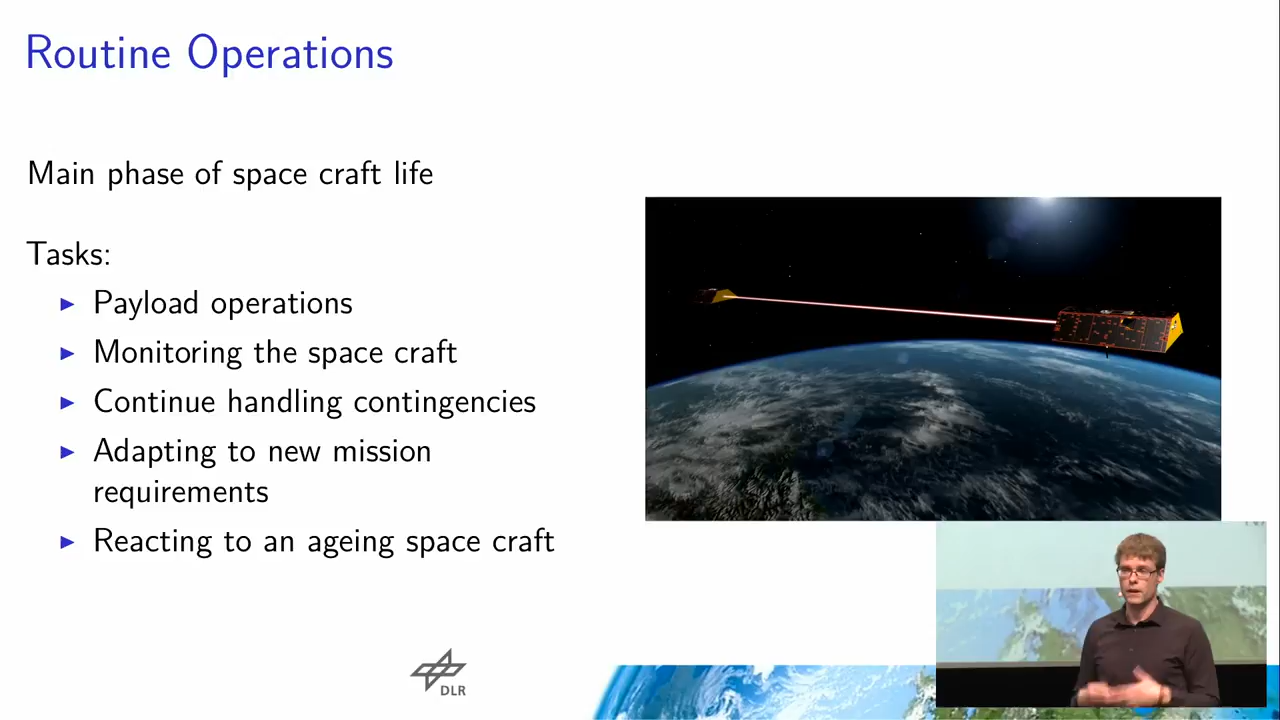 Routine Operations
Main phase of space craft life
Tasks:
Payload operations
Monitoring the space craft
Continue handling contingencies
Adapting to new mission
requirements
Reacting to an ageing space craft
DLR